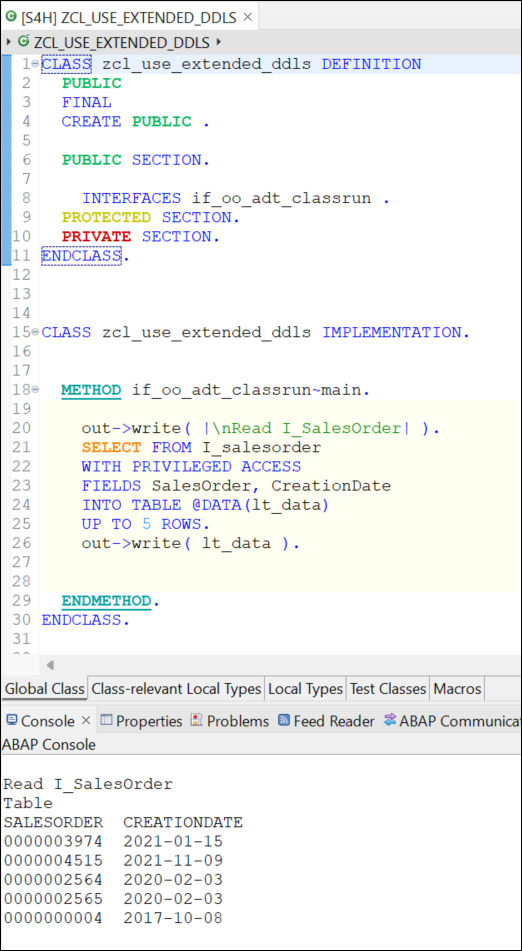 [S4H] ZCL_USE_EXTENDED_DDLS
ZCL_USE_EXTENDED_DDLS
1 CLASS zcl_use_extended_ddls DEFINITION
2 PUBLIC
3 FINAL
4 CREATE PUBLIC .
5
6 PUBLIC SECTION.
7
8 INTERFACES if_oo_adt_classrun .
9 PROTECTED SECTION.
10 PRIVATE SECTION.
11 ENDCLASS.
12
13
14
15 CLASS zcl_use_extended_ddls IMPLEMENTATION.
16
17
18 METHOD if_oo_adt_classrun~main.
19
20 out->write( |\nRead I_SalesOrder| ).
21 SELECT FROM I_salesorder
22 WITH PRIVILEGED ACCESS
23 FIELDS SalesOrder, CreationDate
24 INTO TABLE @DATA(lt_data)
25 UP TO 5 ROWS.
26 out->write( lt_data ).
27
28
29 ENDMETHOD.
30 ENDCLASS.
31
Global Class Class-relevant Local Types Local Types Test Classes Macros
Console Properties Problems Feed Reader ABAP Communicat
ABAP Console
Read I_SalesOrder
Table
SALESORDER CREATIONDATE
0000003974 2021-01-15
0000004515 2021-11-09
0000002564 2020-02-03
0000002565 2020-02-03
0000000004 2017-10-08